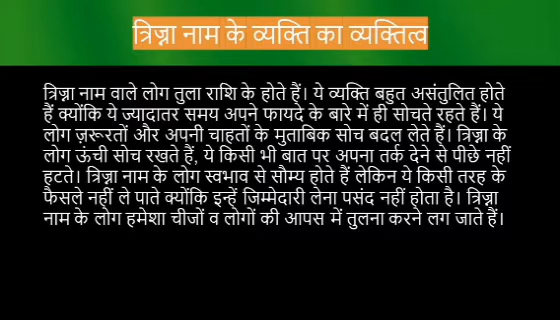 त्रिज्ना नाम के व्यक्ति का व्यक्तित्व
त्रिज्ना नाम वाले लोग तुला राशि के होते हैं। ये व्यक्ति बहुत असंतुलित होते
हैं क्योंकि ये ज्यादातर समय अपने फायदे के बारे में ही सोचते रहते हैं। ये
लोग ज़रूरतों और अपनी चाहतों के मुताबिक सोच बदल लेते हैं। त्रिज्ना के
लोग ऊंची सोच रखते हैं, ये किसी भी बात पर अपना तर्क देने से पीछे नहीं
हटते। त्रिज्ना नाम के लोग स्वभाव से सौम्य होते हैं लेकिन ये किसी तरह के
फैसले नहीं ले पाते क्योंकि इन्हें जिम्मेदारी लेना पसंद नहीं होता है। त्रिज्ना
नाम के लोग हमेशा चीजों व लोगों की आपस में तुलना करने लग जाते हैं।